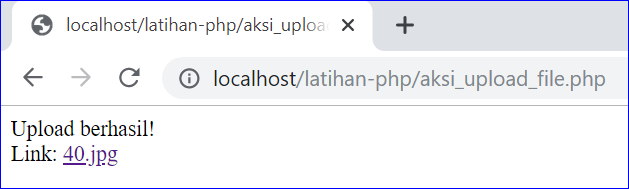 localhost/latihan-php/aksi_uploa
localhost/latihan-php/aksi_upload_file.php
Upload berhasil!
Link: 40.jpg